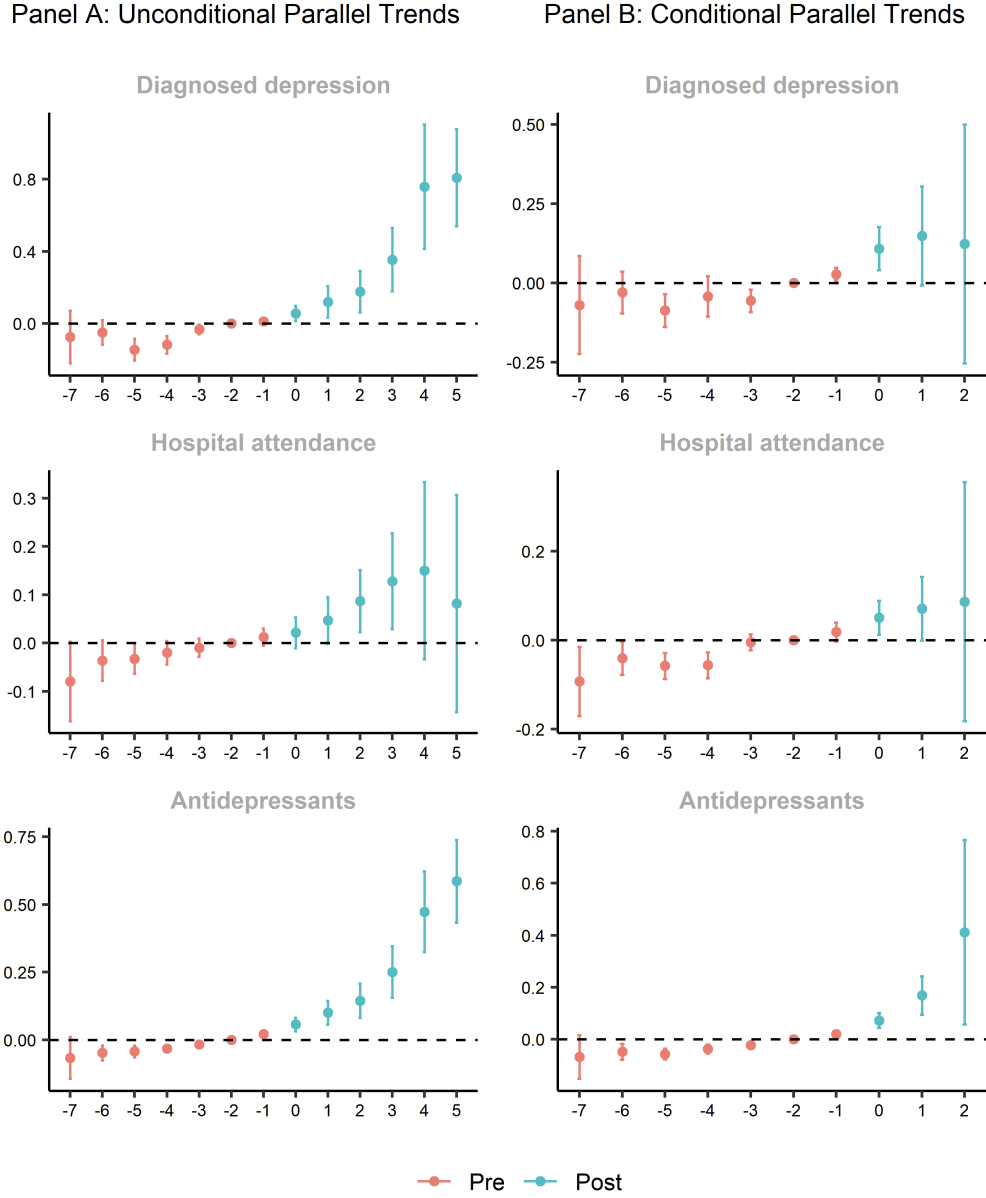 Panel A: Unconditional Parallel Trends
Panel B: Conditional Parallel Trends
Diagnosed depression
0.8
0.4
0.0
-7 -6 -5 -4 -3 -2 -1 0 1 2 3 4 5
Diagnosed depression
0.50
0.25
0.00
-0.25
-7 -6 -5 -4 -3 -2 -1 0 1 2
Hospital attendance
0.3
0.2
0.1
0.0
-0.1
-7 -6 -5 -4 -3 -2 -1 0 1 2 3 4 5
Hospital attendance
0.2
0.0
-0.2
-7 -6 -5 -4 -3 -2 -1 0 1 2
Antidepressants
0.75
0.50
0.25
0.00
-7 -6 -5 -4 -3 -2 -1 0 1 2 3 4 5
Antidepressants
0.8
0.6
0.4
0.2
0.0
-7 -6 -5 -4 -3 -2 -1 0 1 2
Pre Post